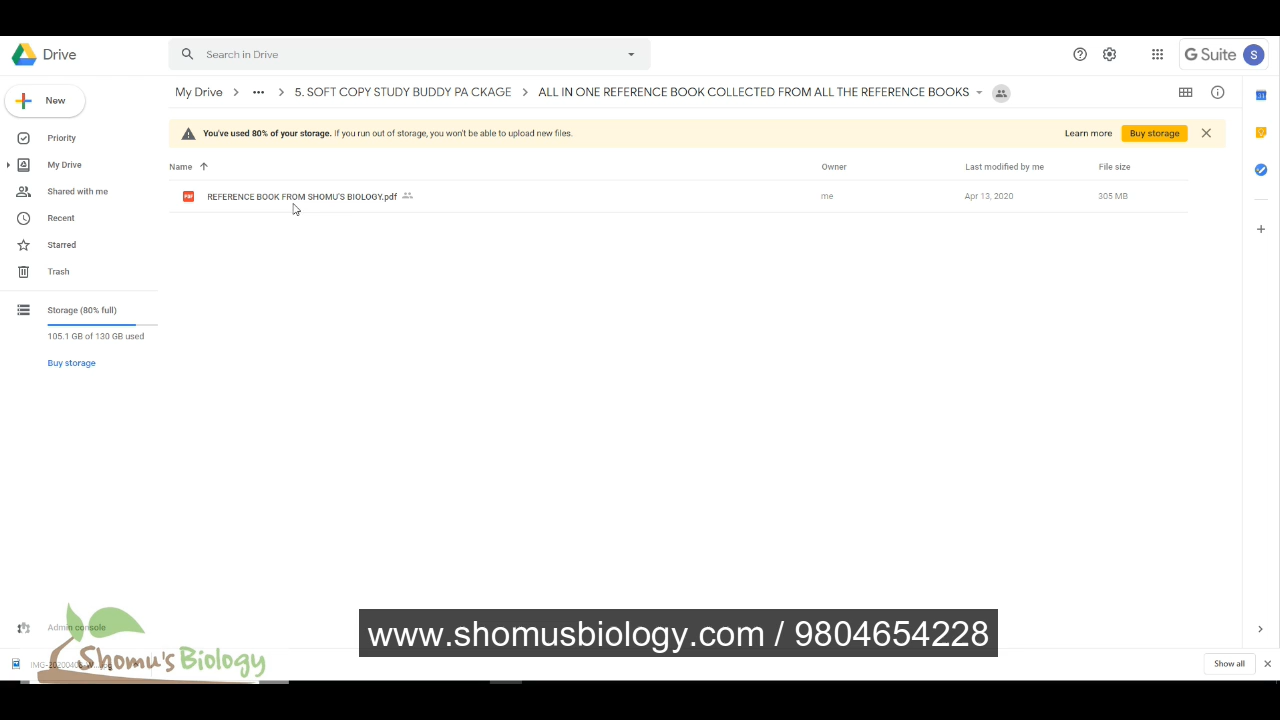 Drive
Search in Drive
G Suite
S
New
My Drive
5. SOFT COPY STUDY BUDDY PA CKAGE
ALL IN ONE REFERENCE BOOK COLLECTED FROM ALL THE REFERENCE BOOKS
You've used 80% of your storage. If you run out of storage, you won't be able to upload new files.
Learn more
Buy storage
Priority
My Drive
Shared with me
Recent
Starred
Trash
Storage (80% full)
105.1 GB of 130 GB used
Buy storage
Name
Owner
Last modified by me
File size
PDF
REFERENCE BOOK FROM SHOMU'S BIOLOGY.pdf
me
Apr 13, 2020
305 MB
Admin console
Shomu's Biology
www.shomusbiology.com / 9804654228
Show all